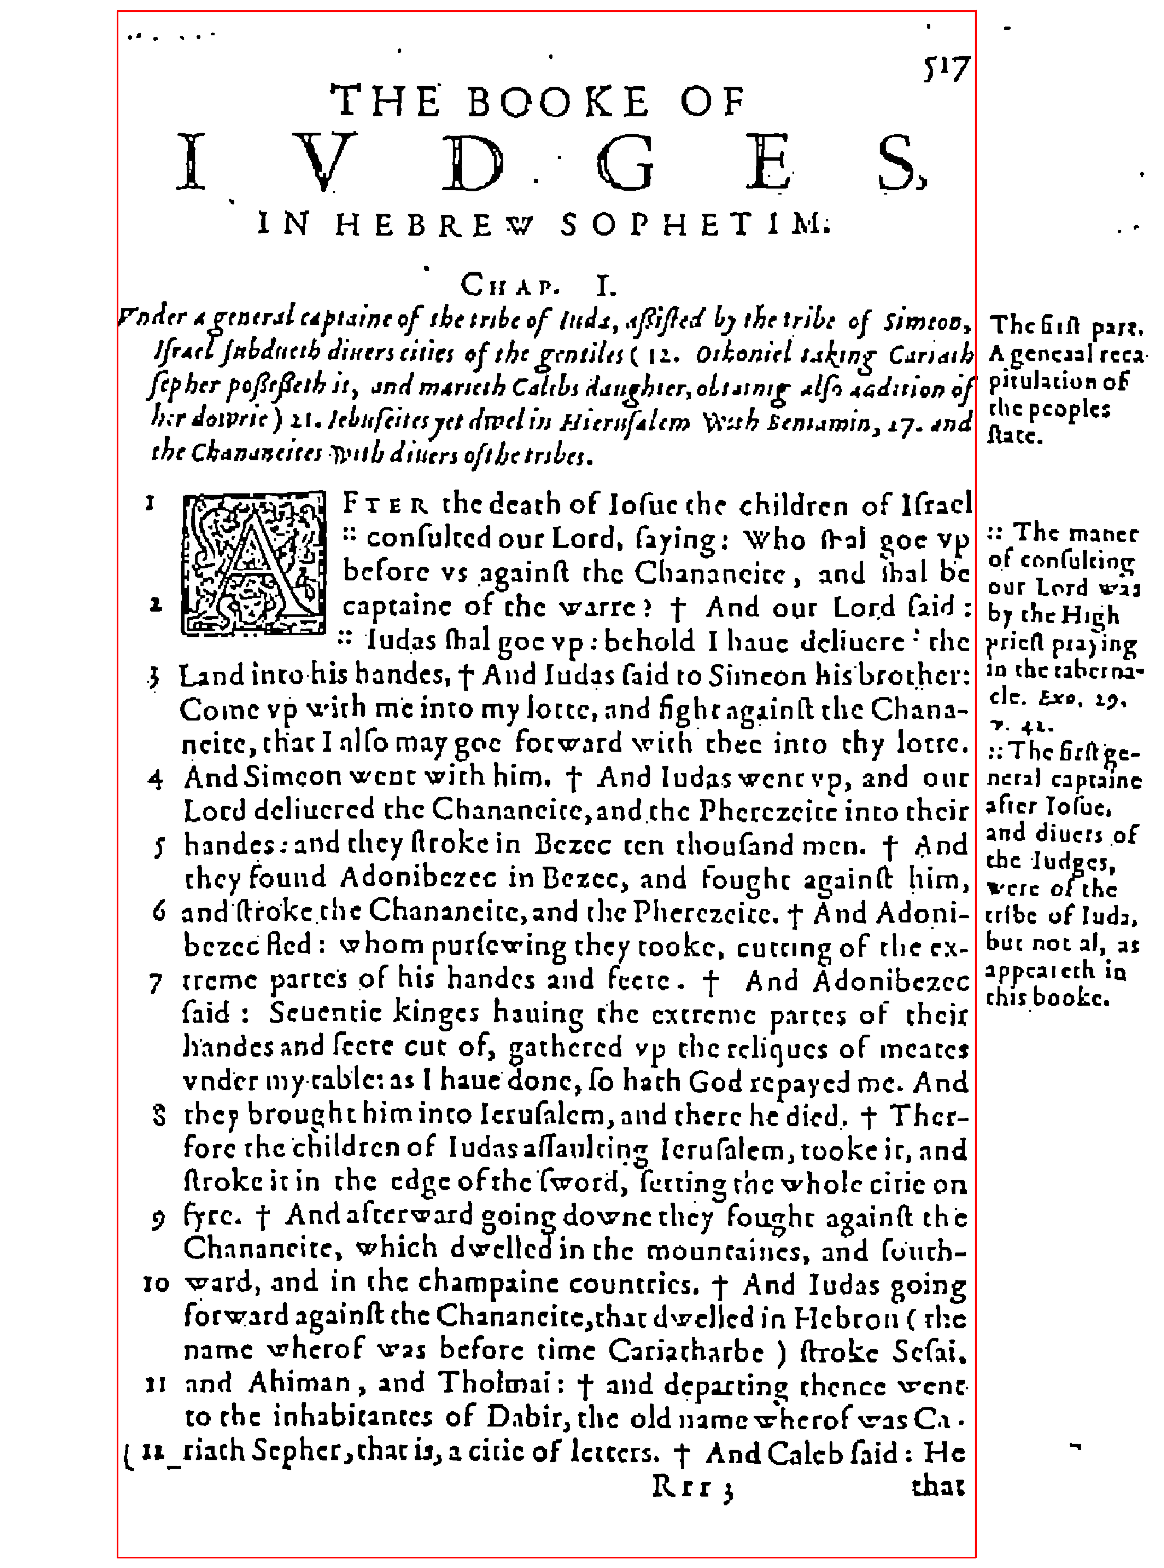 517
THE BOOKE OF
IVDGES,
IN HEBREW SOPHETIM.
CHAP. I.
Vnder a general captaine of the tribe of Iuda, aſsiſted by the tribe of Simeon,
Iſrael ſubdueth diuers cities of the gentiles ( 12. Othoniel taking Cariath
ſepher poſſeſſeth it, and marieth Calebs daughter, obtainig alſo addition of
her dowrie ) 21. Iebuſeites yet dwel in Hieruſalem with Beniamin, 27. and
the Chananeites with diuers of the tribes.
1 AFTER the death of Ioſue the children of Iſrael
:: conſulted our Lord, ſaying: Who ſhal goe vp
before vs againſt the Chananeite, and ſhal be
2 captaine of the warre? † And our Lord ſaid:
:: Iudas ſhal goe vp: behold I haue deliuered the
3 Land into his handes, † And Iudas ſaid to Simeon his brother:
Come vp with me into my lotte, and fight againſt the Chana-
neite, that I alſo may goe forward with thee into thy lotte.
4 And Simeon went with him. † And Iudas went vp, and our
Lord deliuered the Chananeite, and the Pherezeite into their
5 handes: and they ſtroke in Bezec ten thouſand men. † And
they found Adonibezec in Bezec, and fought againſt him,
6 and ſtroke the Chananeite, and the Pherezeite. † And Adoni-
bezec fled: whom purſewing they tooke, cutting of the ex-
7 treme partes of his handes and feete. † And Adonibezec
ſaid: Seuentie kinges hauing the extreme partes of their
handes and feete cut of, gathered vp the reliques of meates
vnder my table: as I haue done, ſo hath God repayed me. And
8 they brought him into Ieruſalem, and there he died. † Ther-
fore the children of Iudas aſſaulting Ieruſalem, tooke it, and
ſtroke it in the edge of the ſword, ſetting the whole citie on
9 fyre. † And afterward going downe they fought againſt the
Chananeite, which dwelled in the mountaines, and ſouth-
10 ward, and in the champaine countries. † And Iudas going
forward againſt the Chananeite, that dwelled in Hebron ( the
name wherof was before time Cariatharbe ) ſtroke Seſai,
11 and Ahiman, and Tholmai: † and departing thence went
to the inhabitantes of Dabir, the old name wherof was Ca-
( 12 riath Sepher, that is, a citie of letters. † And Caleb ſaid: He
Rrr 3 that
The firſt part.
A general reca-
pitulation of
the peoples
ſtate.
:: The maner
of conſulting
our Lord was
by the High
prieſt praying
in the taberna-
cle. Exo. 29.
v. 42.
:: The firſt ge-
neral captaine
after Ioſue,
and diuers of
the Iudges,
were of the
tribe of Iuda,
but not al, as
appeareth in
this booke.